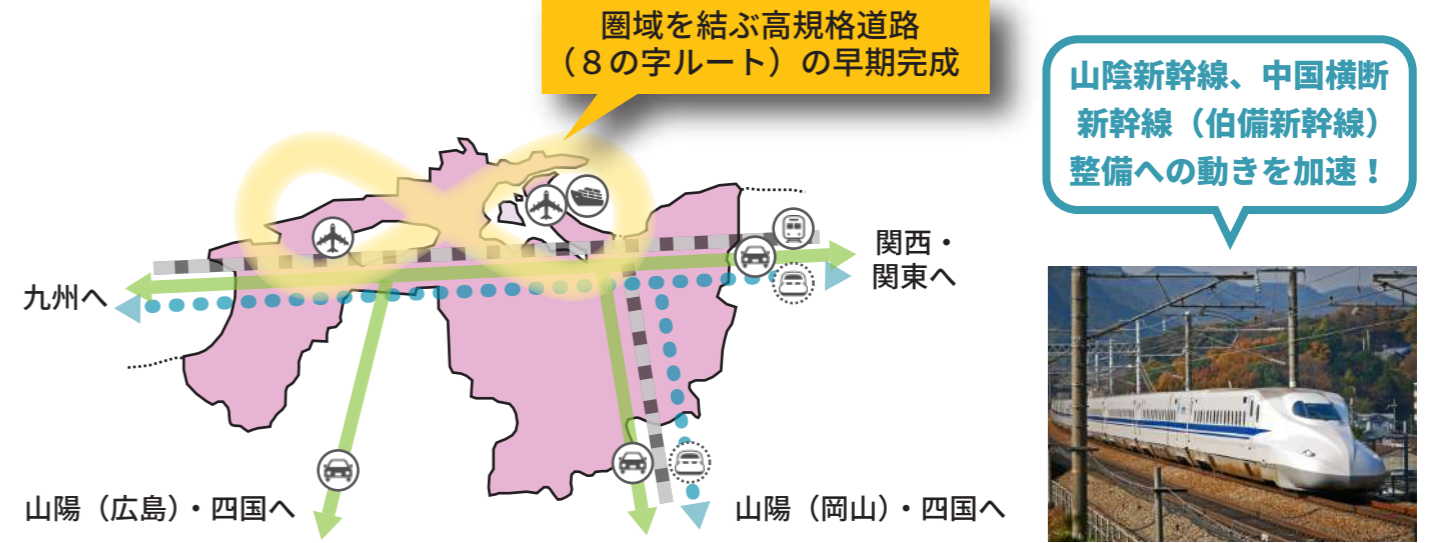 圏域を結ぶ高規格道路
（８の字ルート）の早期完成
山陰新幹線、中国横断
新幹線（伯備新幹線）
整備への動きを加速！
関西・
関東へ
九州へ
山陽（広島）・四国へ
山陽（岡山）・四国へ